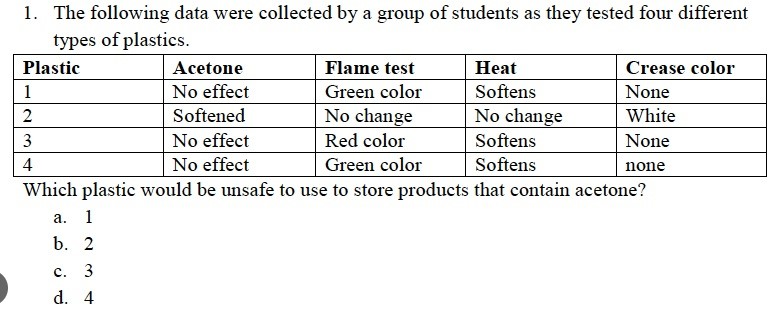 1. The following data were collected by a group of students as they tested four different
types of plastics.
Plastic Acetone Flame test Heat Crease color
1 No effect Green color Softens None
2 Softened No change No change White
3 No effect Red color Softens None
4 No effect Green color Softens none
Which plastic would be unsafe to use to store products that contain acetone?
a. 1
b. 2
c. 3
d. 4